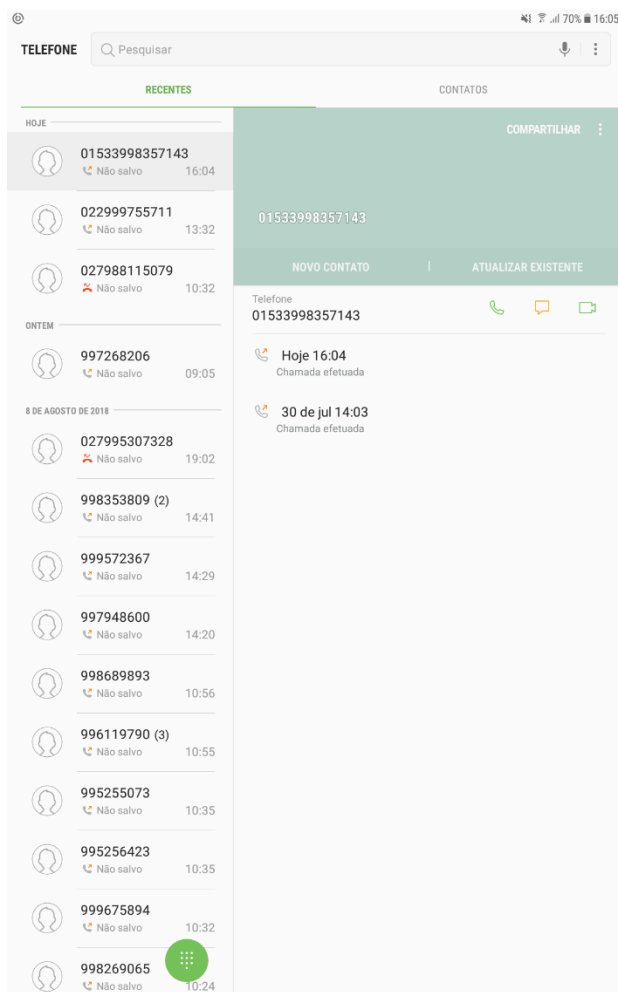 70% 16:05
TELEFONE
Pesquisar
RECENTES
CONTATOS
HOJE
01533998357143
Não salvo 16:04
022999755711
Não salvo 13:32
027988115079
Não salvo 10:32
ONTEM
997268206
Não salvo 09:05
8 DE AGOSTO DE 2018
027995307328
Não salvo 19:02
998353809 (2)
Não salvo 14:41
999572367
Não salvo 14:29
997948600
Não salvo 14:20
998689893
Não salvo 10:56
996119790 (3)
Não salvo 10:55
995255073
Não salvo 10:35
995256423
Não salvo 10:35
999675894
Não salvo 10:32
998269065
Não salvo 10:24
COMPARTILHAR
01533998357143
NOVO CONTATO | ATUALIZAR EXISTENTE
Telefone
01533998357143
Hoje 16:04
Chamada efetuada
30 de jul 14:03
Chamada efetuada